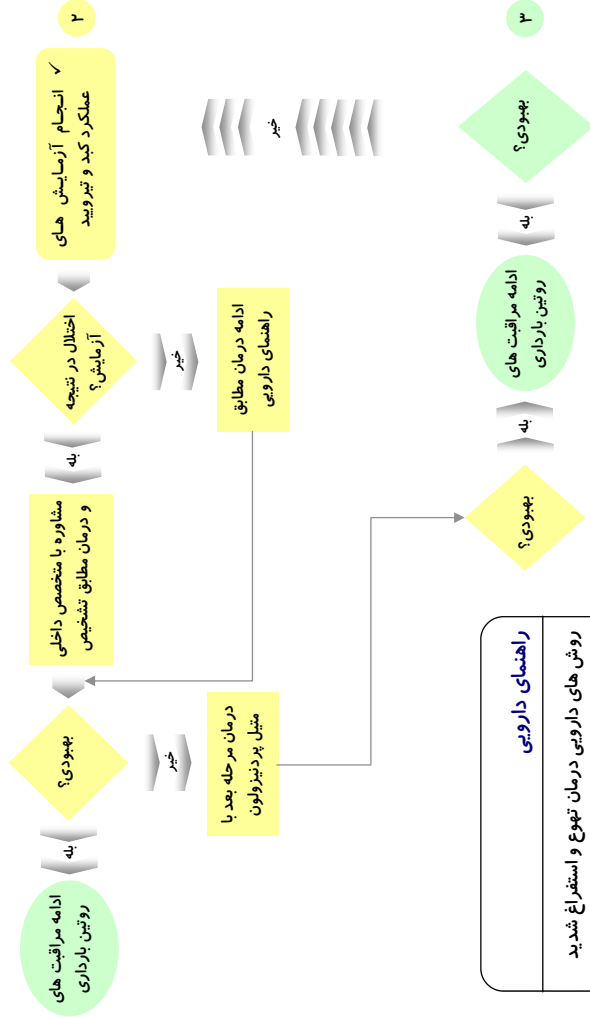 ۲
✓ انجام آزمایش های
عملکرد کبد و تیرویید
اختلال در نتیجه
آزمایش؟
بله
خیر
مشاوره با متخصص داخلی
و درمان مطابق تشخیص
ادامه درمان مطابق
راهنمای دارویی
بهبودی؟
بله
خیر
ادامه مراقبت های
روتین بارداری
درمان مرحله بعد با
متیل پردنیزولون
خیر
۳
بهبودی؟
بله
ادامه مراقبت های
روتین بارداری
بله
بهبودی؟
راهنمای دارویی
روش های دارویی درمان تهوع و استفراغ شدید